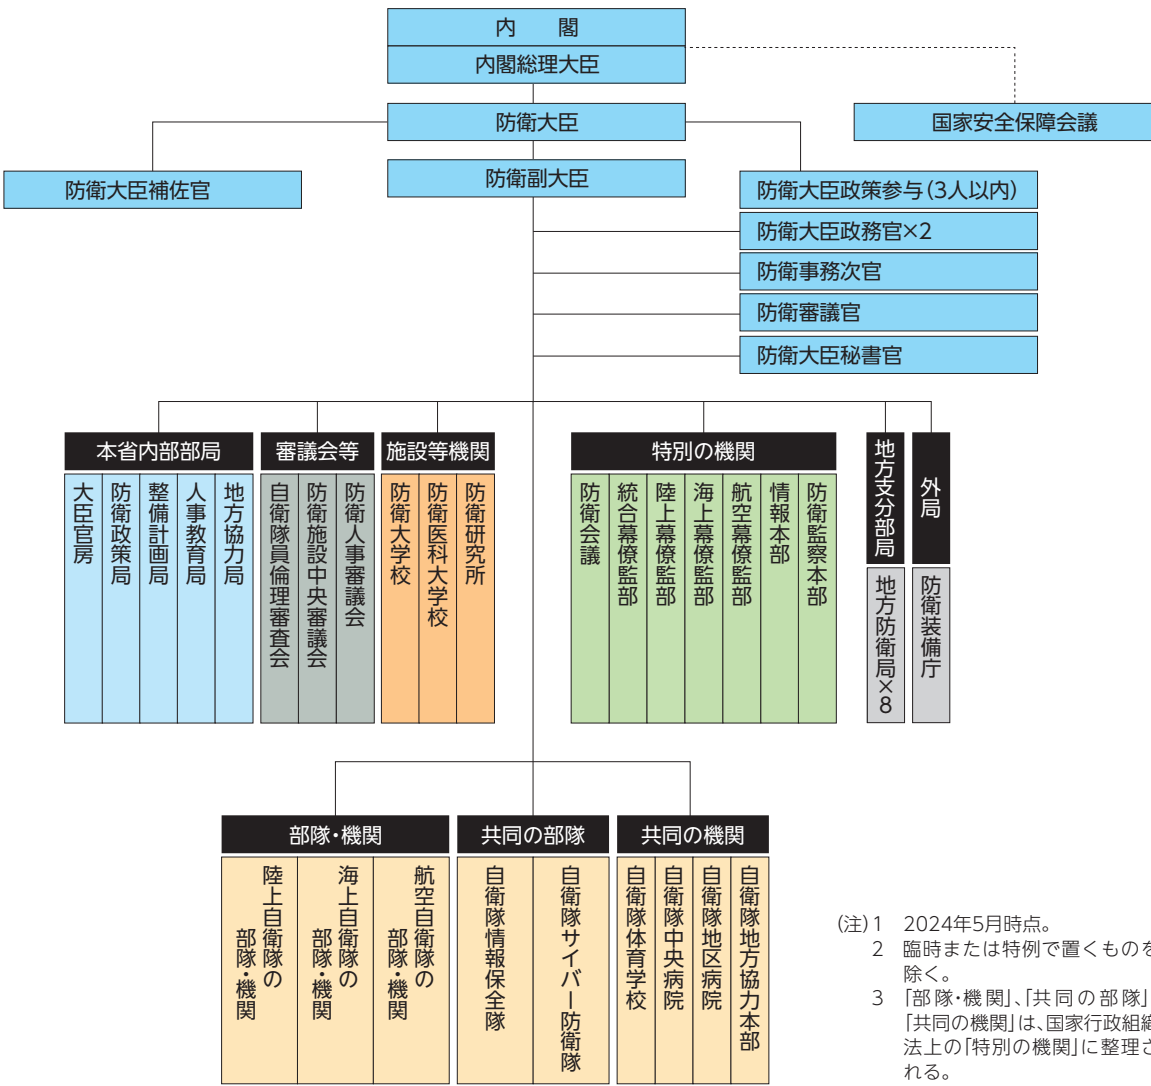 内　閣
内閣総理大臣
防衛大臣
国家安全保障会議
防衛大臣補佐官
防衛副大臣
防衛大臣政策参与(3人以内)
防衛大臣政務官×2
防衛事務次官
防衛審議官
防衛大臣秘書官
本省内部部局
大臣官房
防衛政策局
整備計画局
人事教育局
地方協力局
審議会等
自衛隊員倫理審査会
防衛施設中央審議会
防衛人事審議会
施設等機関
防衛大学校
防衛医科大学校
防衛研究所
特別の機関
防衛会議
統合幕僚監部
陸上幕僚監部
海上幕僚監部
航空幕僚監部
情報本部
防衛監察本部
地方支分部局
地方防衛局×8
外局
防衛装備庁
部隊・機関
陸上自衛隊の
部隊・機関
海上自衛隊の
部隊・機関
航空自衛隊の
部隊・機関
共同の部隊
自衛隊情報保全隊
自衛隊サイバー防衛隊
共同の機関
自衛隊体育学校
自衛隊中央病院
自衛隊地区病院
自衛隊地方協力本部
(注)1　2024年5月時点。
2　臨時または特例で置くものを
除く。
3　「部隊・機関」、「共同の部隊」
「共同の機関」は、国家行政組織
法上の「特別の機関」に整理さ
れる。